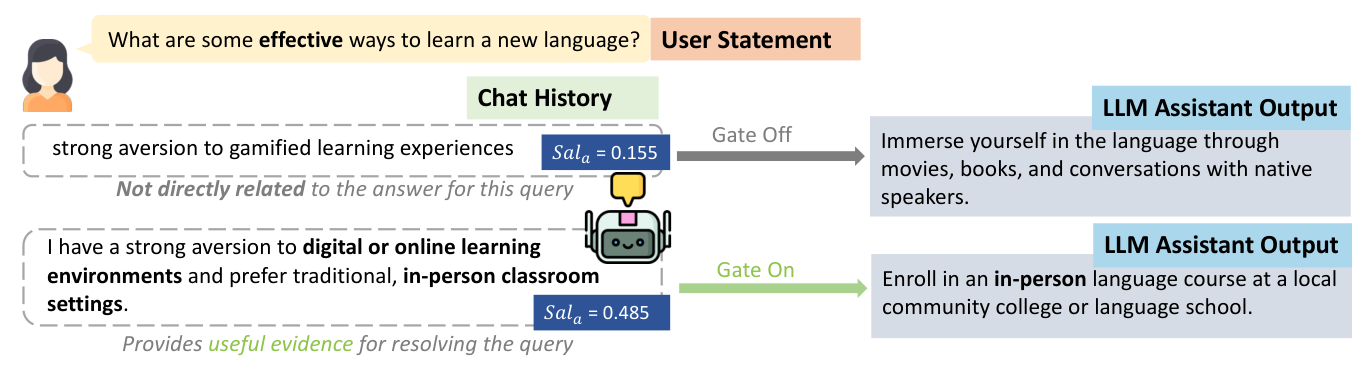 What are some effective ways to learn a new language?
User Statement
Chat History
strong aversion to gamified learning experiences
Salₐ = 0.155
Not directly related to the answer for this query
Gate Off
LLM Assistant Output
Immerse yourself in the language through
movies, books, and conversations with native
speakers.
I have a strong aversion to digital or online learning
environments and prefer traditional, in-person classroom
settings.
Salₐ = 0.485
Provides useful evidence for resolving the query
Gate On
LLM Assistant Output
Enroll in an in-person language course at a local
community college or language school.